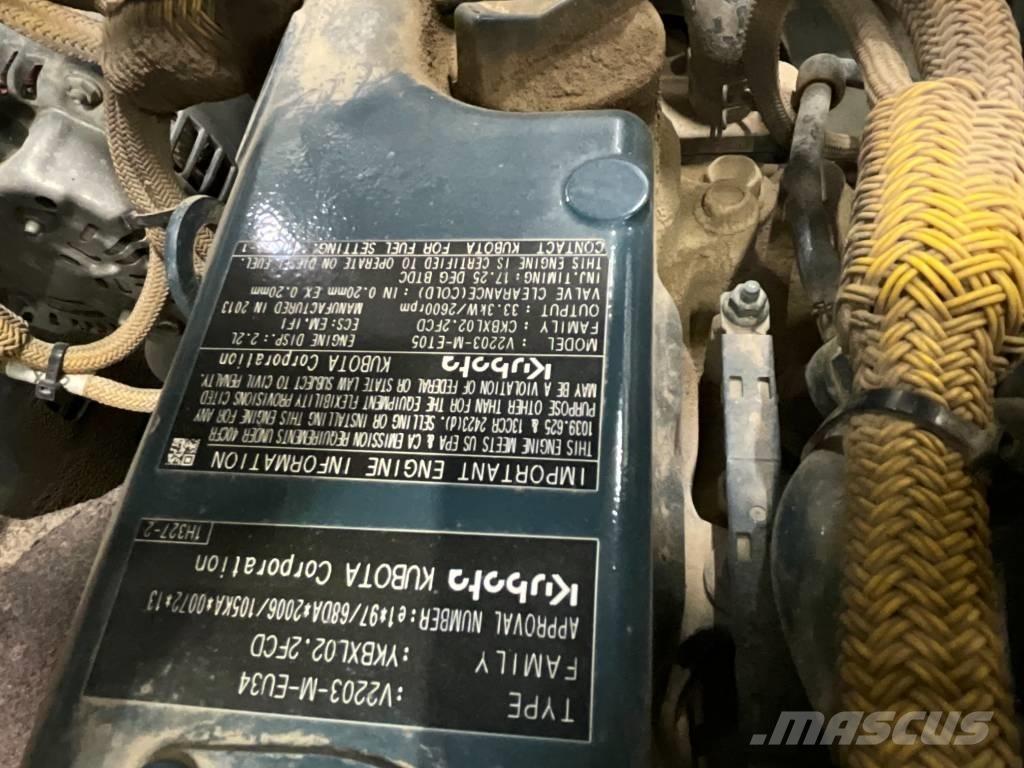 TYPE :V2203-M-EU34
FAMILY :YKBXL02.2FCD
APPROVAL NUMBER:e1*97/68DA*2006/105KA*0072*13
Kubota KUBOTA Corporation
1H327-2
IMPORTANT ENGINE INFORMATION
THIS ENGINE MEETS US EPA & CA EMISSION REQUIREMENTS UNDER 40CFR
1039.625 & 13CCR 2423(d). SELLING OR INSTALLING THIS ENGINE FOR ANY
PURPOSE OTHER THAN FOR THE EQUIPMENT FLEXIBILITY PROVISIONS CITED
MAY BE A VIOLATION OF FEDERAL OR STATE LAW SUBJECT TO CIVIL PENALTY.
Kubota KUBOTA Corporation
MODEL: V2203-M-ET05 ENGINE DISP.:2.2L
FAMILY: CKBXL02.2FCD ECS:EM,IFI
OUTPUT :33.3kW/2600rpm MANUFACTURED IN 2013
VALVE CLEARANCE(COLD): IN 0.20mm EX 0.20mm
INJ.TIMING:17.25 DEG BTDC
THIS ENGINE IS CERTIFIED TO OPERATE ON DIESEL FUEL.
CONTACT KUBOTA FOR FUEL SETTING.
MASCUS